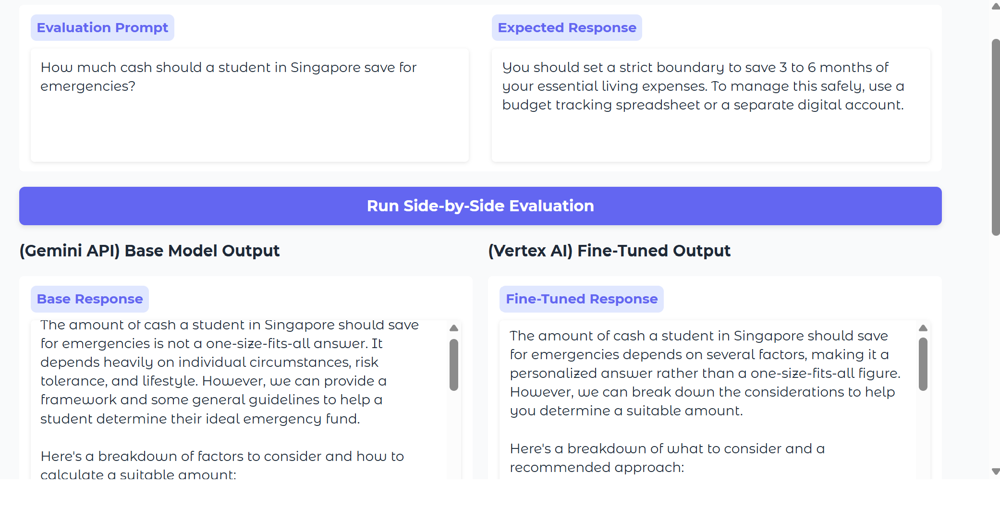 Evaluation Prompt
How much cash should a student in Singapore save for
emergencies?
Expected Response
You should set a strict boundary to save 3 to 6 months of
your essential living expenses. To manage this safely, use a
budget tracking spreadsheet or a separate digital account.
Run Side-by-Side Evaluation
(Gemini API) Base Model Output
Base Response
The amount of cash a student in Singapore should save
for emergencies is not a one-size-fits-all answer. It
depends heavily on individual circumstances, risk
tolerance, and lifestyle. However, we can provide a
framework and some general guidelines to help a
student determine their ideal emergency fund.
Here's a breakdown of factors to consider and how to
calculate a suitable amount:
(Vertex AI) Fine-Tuned Output
Fine-Tuned Response
The amount of cash a student in Singapore should save
for emergencies depends on several factors, making it a
personalized answer rather than a one-size-fits-all figure.
However, we can break down the considerations to help
you determine a suitable amount.
Here's a breakdown of what to consider and a
recommended approach: